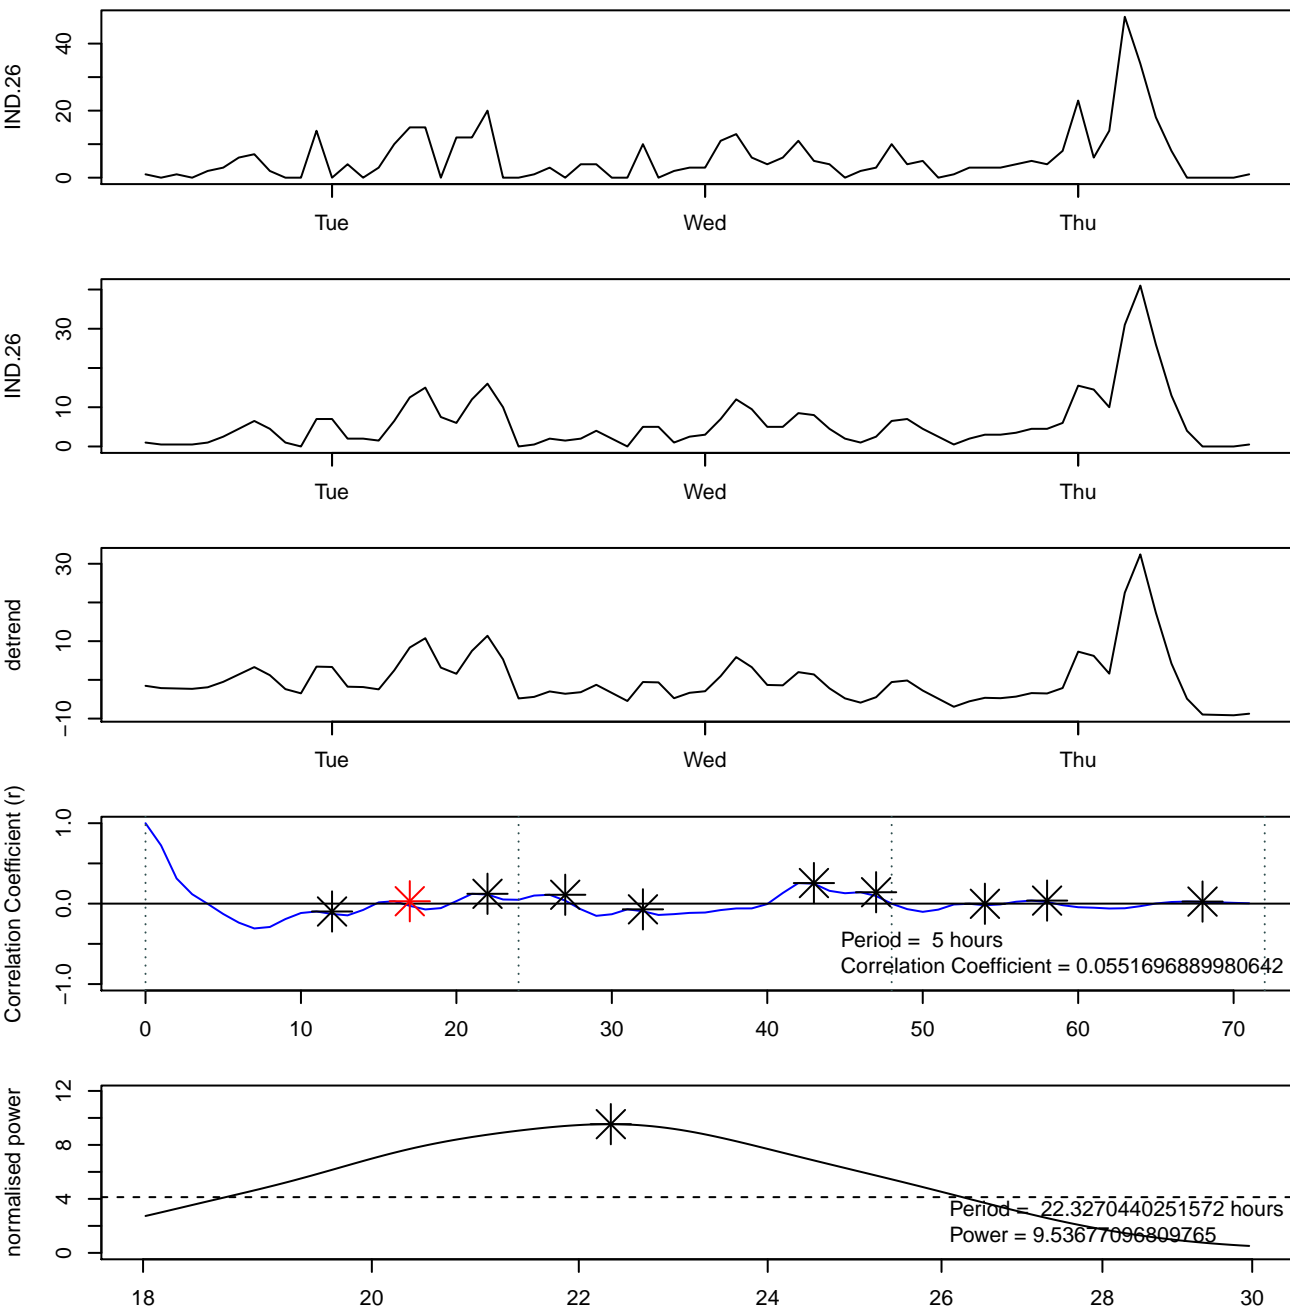 IND.26
0 20 40
Tue Wed Thu
IND.26
0 10 30
Tue Wed Thu
detrend
−10 10 30
Tue Wed Thu
Correlation Coefficient (r)
−1.0 0.0 1.0
Period =  5 hours
Correlation Coefficient = 0.0551696889980642
0 10 20 30 40 50 60 70
normalised power
0 4 8 12
Period =  22.3270440251572 hours
Power = 9.53677096809765
18 20 22 24 26 28 30